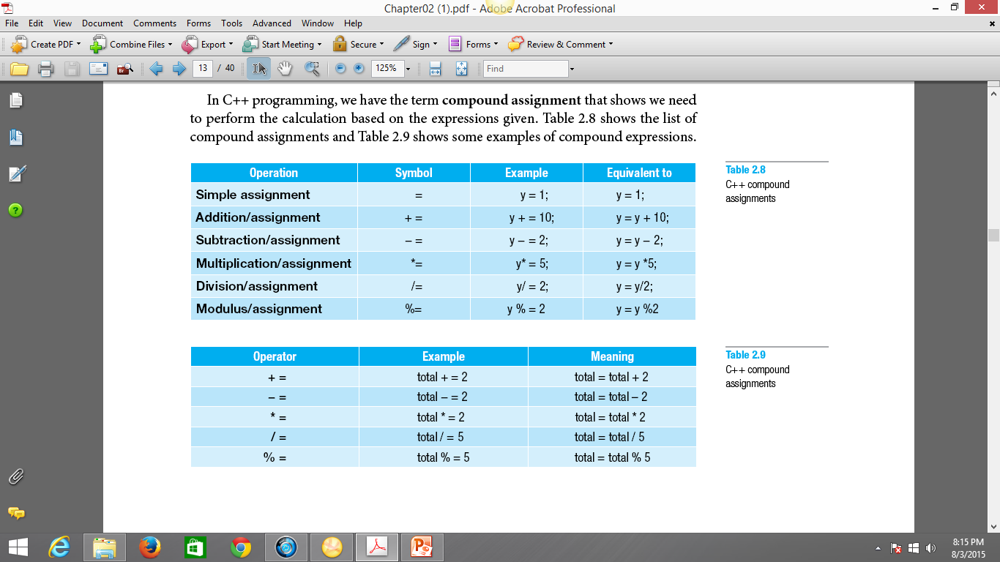 Chapter02 (1).pdf - Adobe Acrobat Professional
File Edit View Document Comments Forms Tools Advanced Window Help
Create PDF Combine Files Export Start Meeting Secure Sign Forms Review & Comment
13 / 40 125% Find
In C++ programming, we have the term compound assignment that shows we need
to perform the calculation based on the expressions given. Table 2.8 shows the list of
compound assignments and Table 2.9 shows some examples of compound expressions.
Operation Symbol Example Equivalent to
Simple assignment = y = 1; y = 1;
Addition/assignment + = y + = 10; y = y + 10;
Subtraction/assignment – = y – = 2; y = y – 2;
Multiplication/assignment *= y* = 5; y = y *5;
Division/assignment /= y/ = 2; y = y/2;
Modulus/assignment %= y % = 2 y = y %2
Table 2.8
C++ compound
assignments
Operator Example Meaning
+ = total + = 2 total = total + 2
– = total – = 2 total = total – 2
* = total * = 2 total = total * 2
/ = total / = 5 total = total / 5
% = total % = 5 total = total % 5
Table 2.9
C++ compound
assignments
8:15 PM
8/3/2015